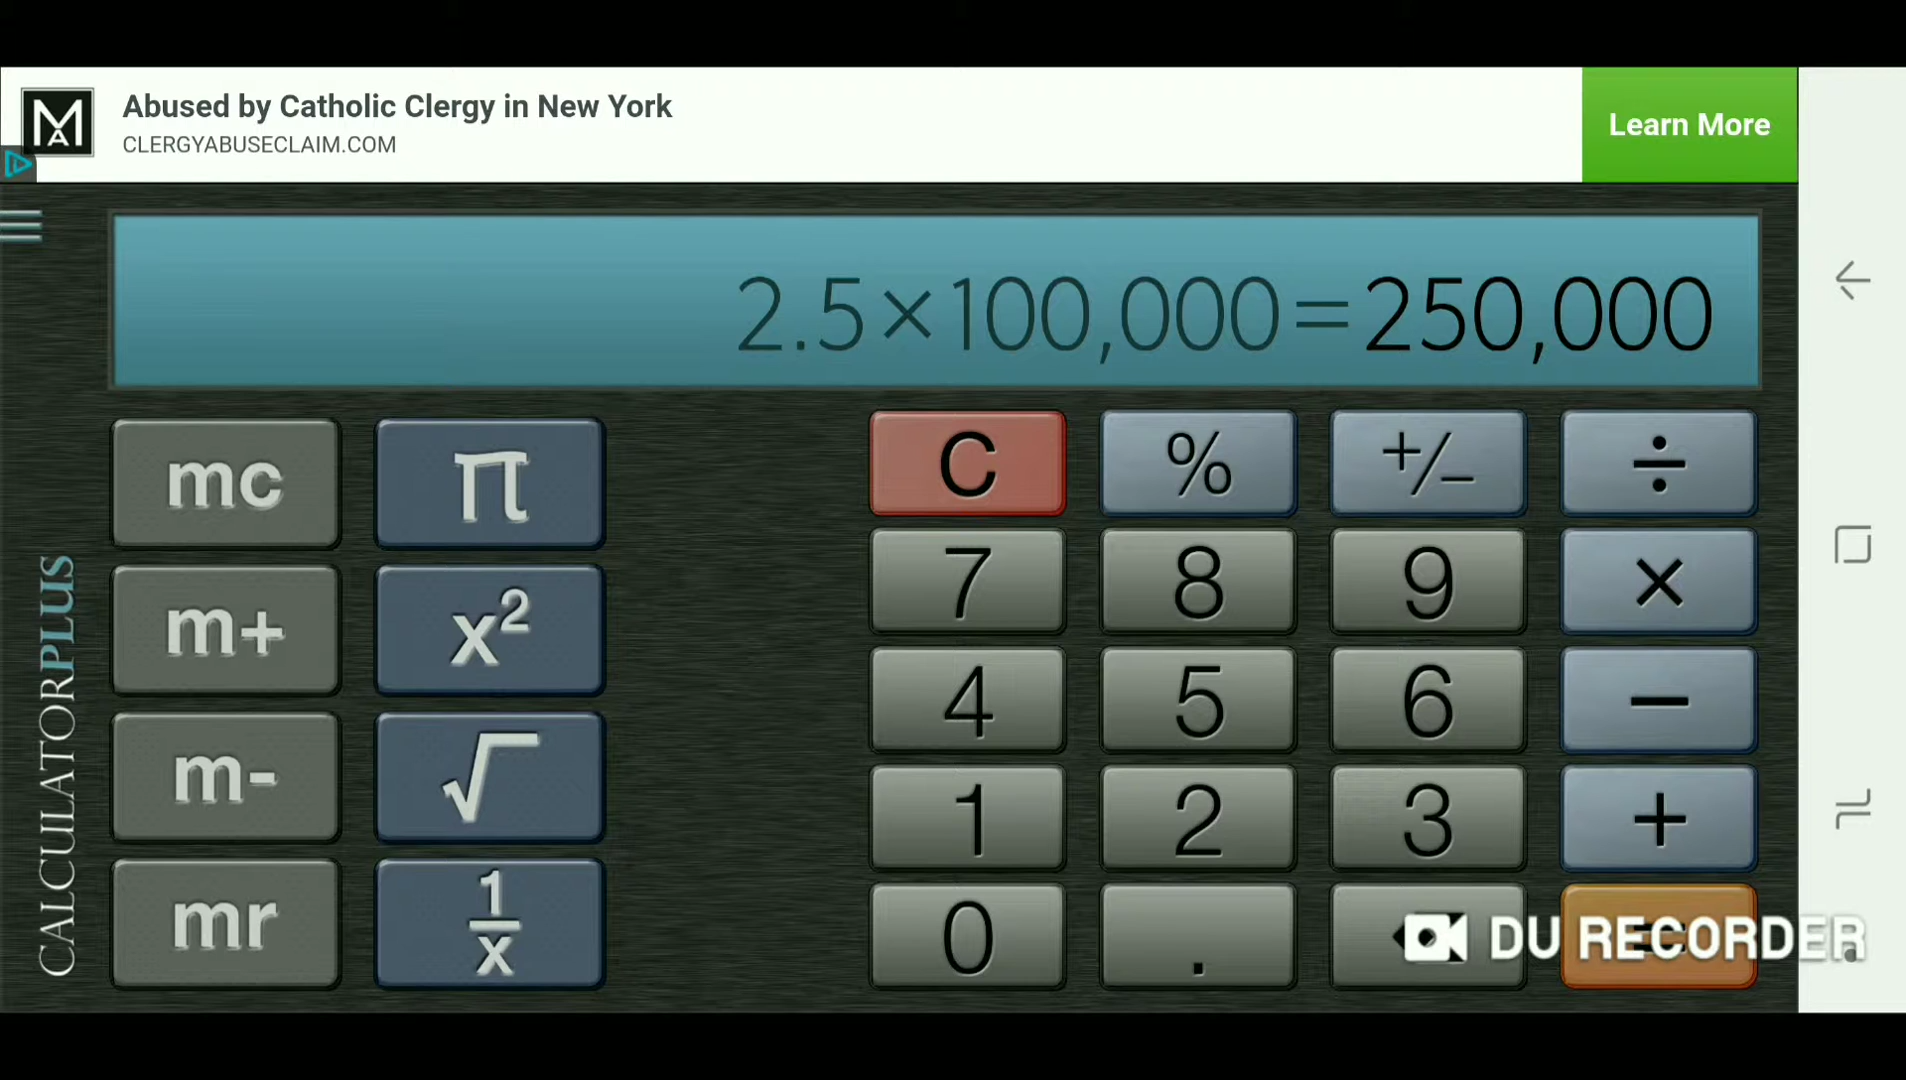 MA
Abused by Catholic Clergy in New York
CLERGYABUSECLAIM.COM
Learn More
2.5×100,000=250,000
CALCULATORPLUS
mc π C % +/− ÷
7 8 9 ×
m+ x² 4 5 6 −
m- √ 1 2 3 +
mr 1/x 0 . =
DU RECORDER